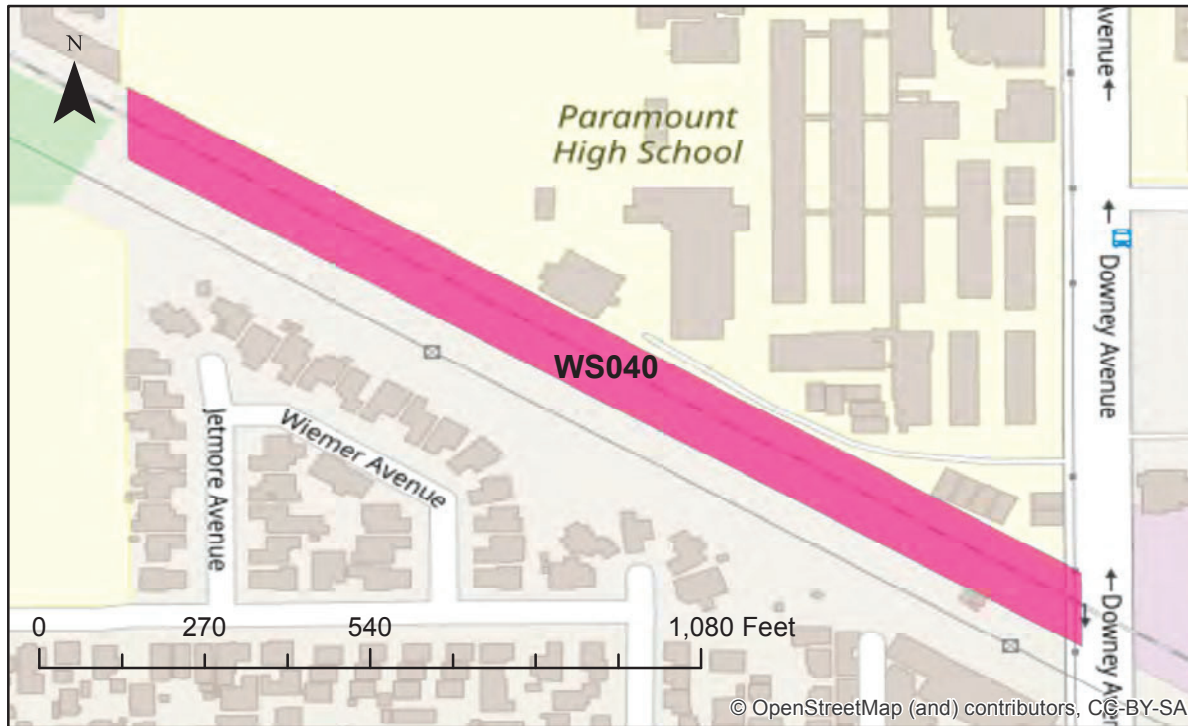 N
Avenue
Paramount
High School
Downey Avenue
WS040
Jetmore Avenue
Wiemer Avenue
Downey Av
0 270 540 1,080 Feet
© OpenStreetMap (and) contributors, CC-BY-SA